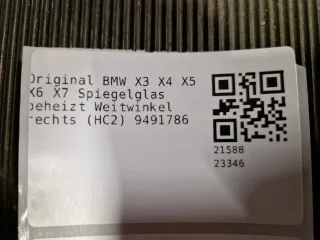 Original BMW X3 X4 X5
X6 X7 Spiegelglas
beheizt Weitwinkel
rechts (HC2) 9491786
21588
23346